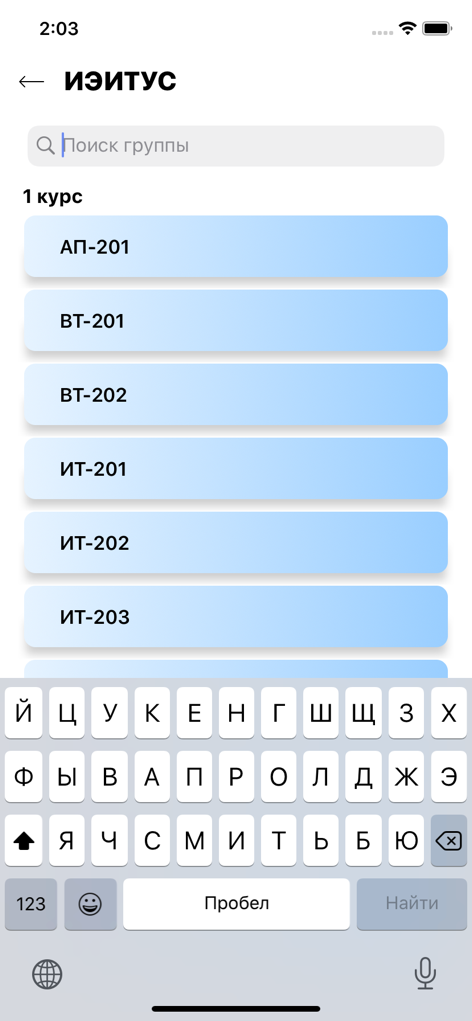 2:03
ИЭИТУС
Поиск группы
1 курс
АП-201
ВТ-201
ВТ-202
ИТ-201
ИТ-202
ИТ-203
Й Ц У К Е Н Г Ш Щ З Х
Ф Ы В А П Р О Л Д Ж Э
Я Ч С М И Т Ь Б Ю
123 Пробел Найти